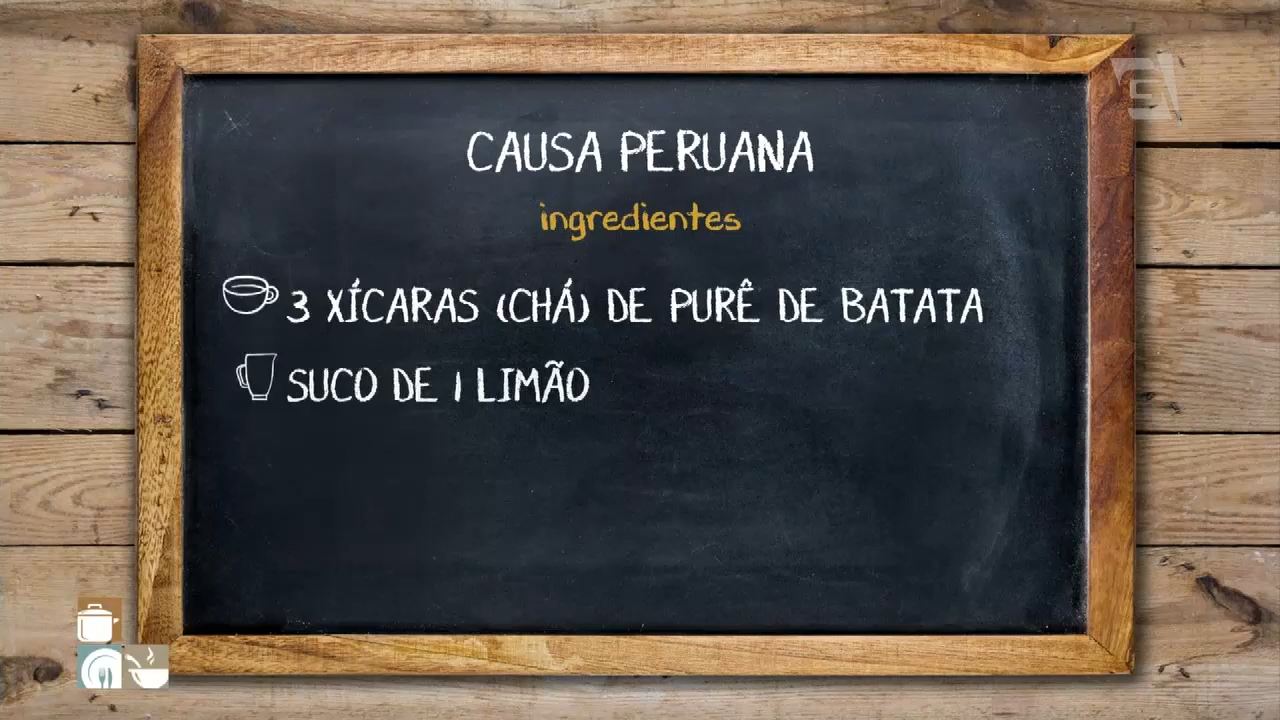 CAUSA PERUANA
ingredientes
3 XÍCARAS (CHÁ) DE PURÊ DE BATATA
SUCO DE 1 LIMÃO